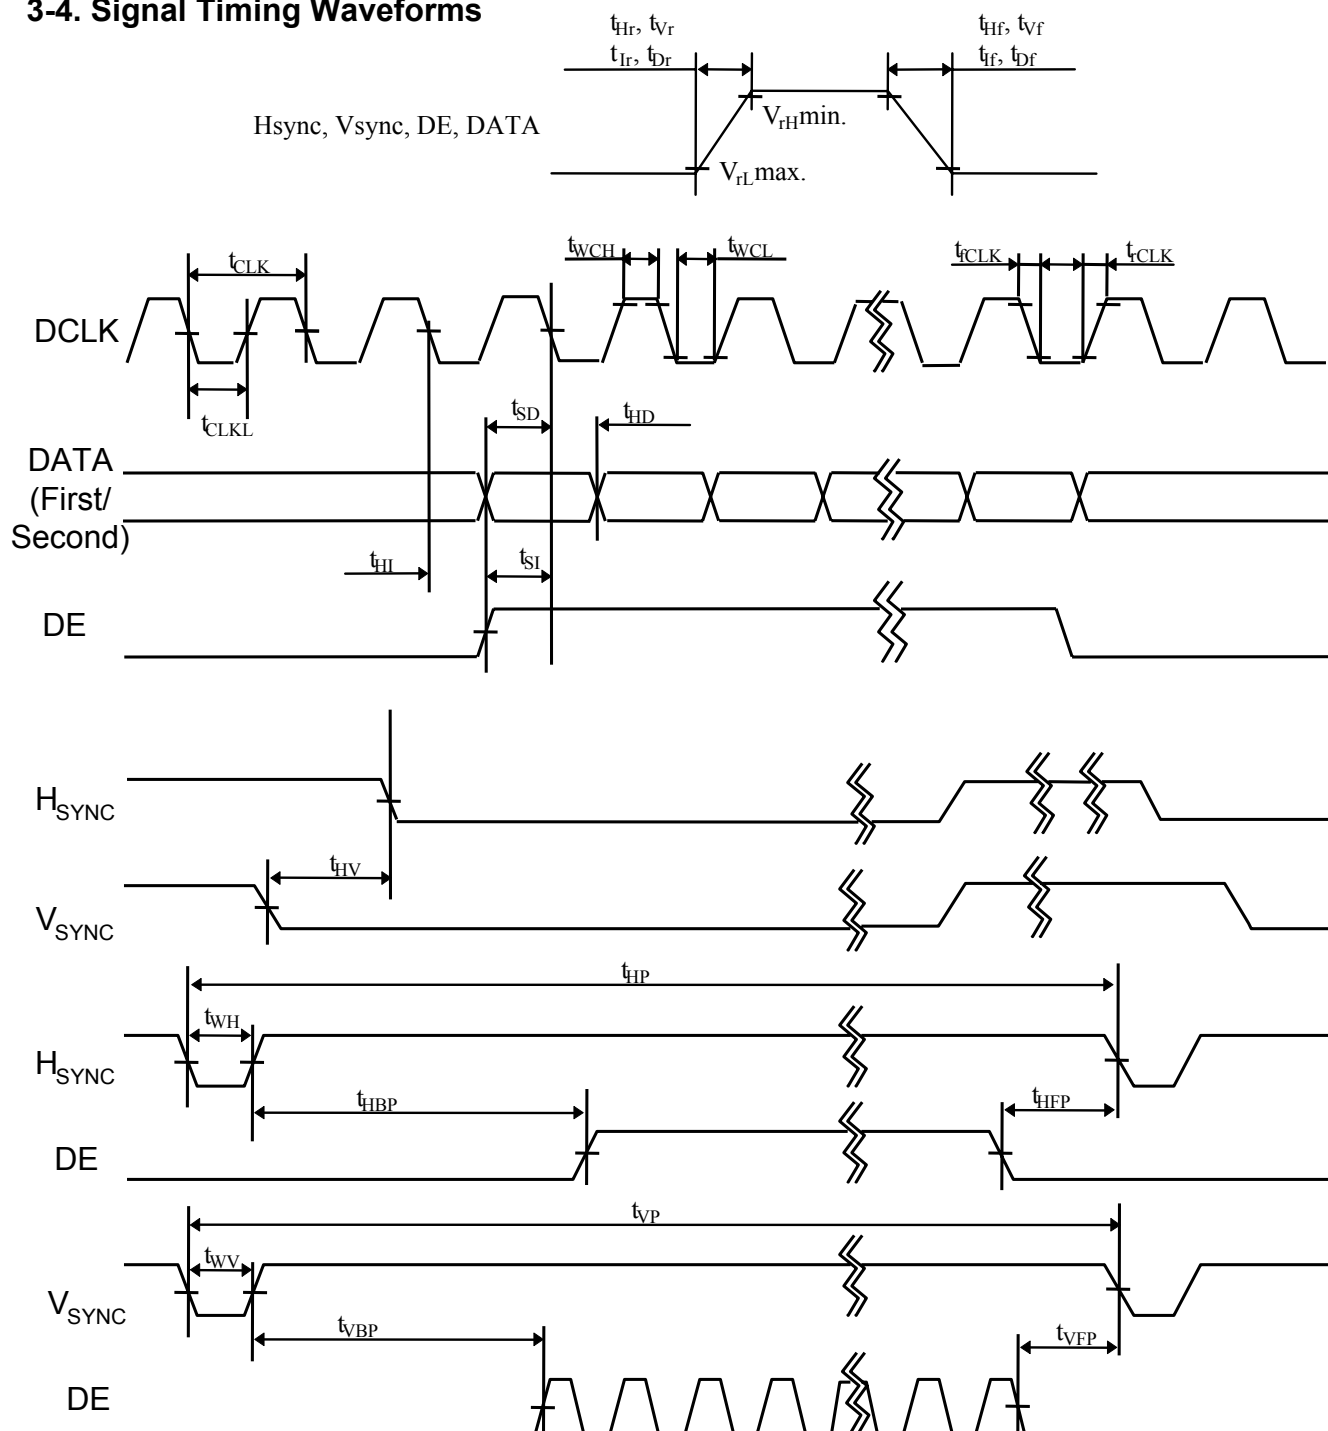 3-4. Signal Timing Waveforms
tHr, tVr
tIr, tDr
tHf, tVf
tIf, tDf
Hsync, Vsync, DE, DATA
VrHmin.
VrLmax.
tCLK
tWCH
tWCL
tfCLK
trCLK
DCLK
tCLKL
tSD
tHD
DATA
(First/
Second)
tHI
tSI
DE
HSYNC
tHV
VSYNC
tHP
tWH
HSYNC
tHBP
tHFP
DE
tVP
tWV
VSYNC
tVBP
tVFP
DE